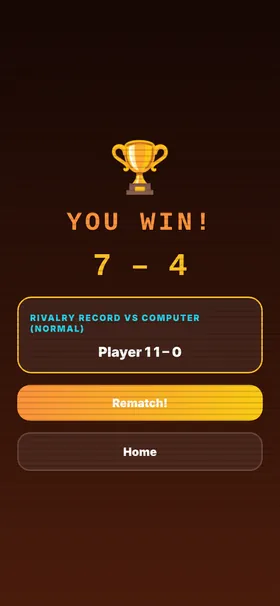 YOU WIN!
7 – 4
RIVALRY RECORD VS COMPUTER
(NORMAL)
Player 1 1–0
Rematch!
Home